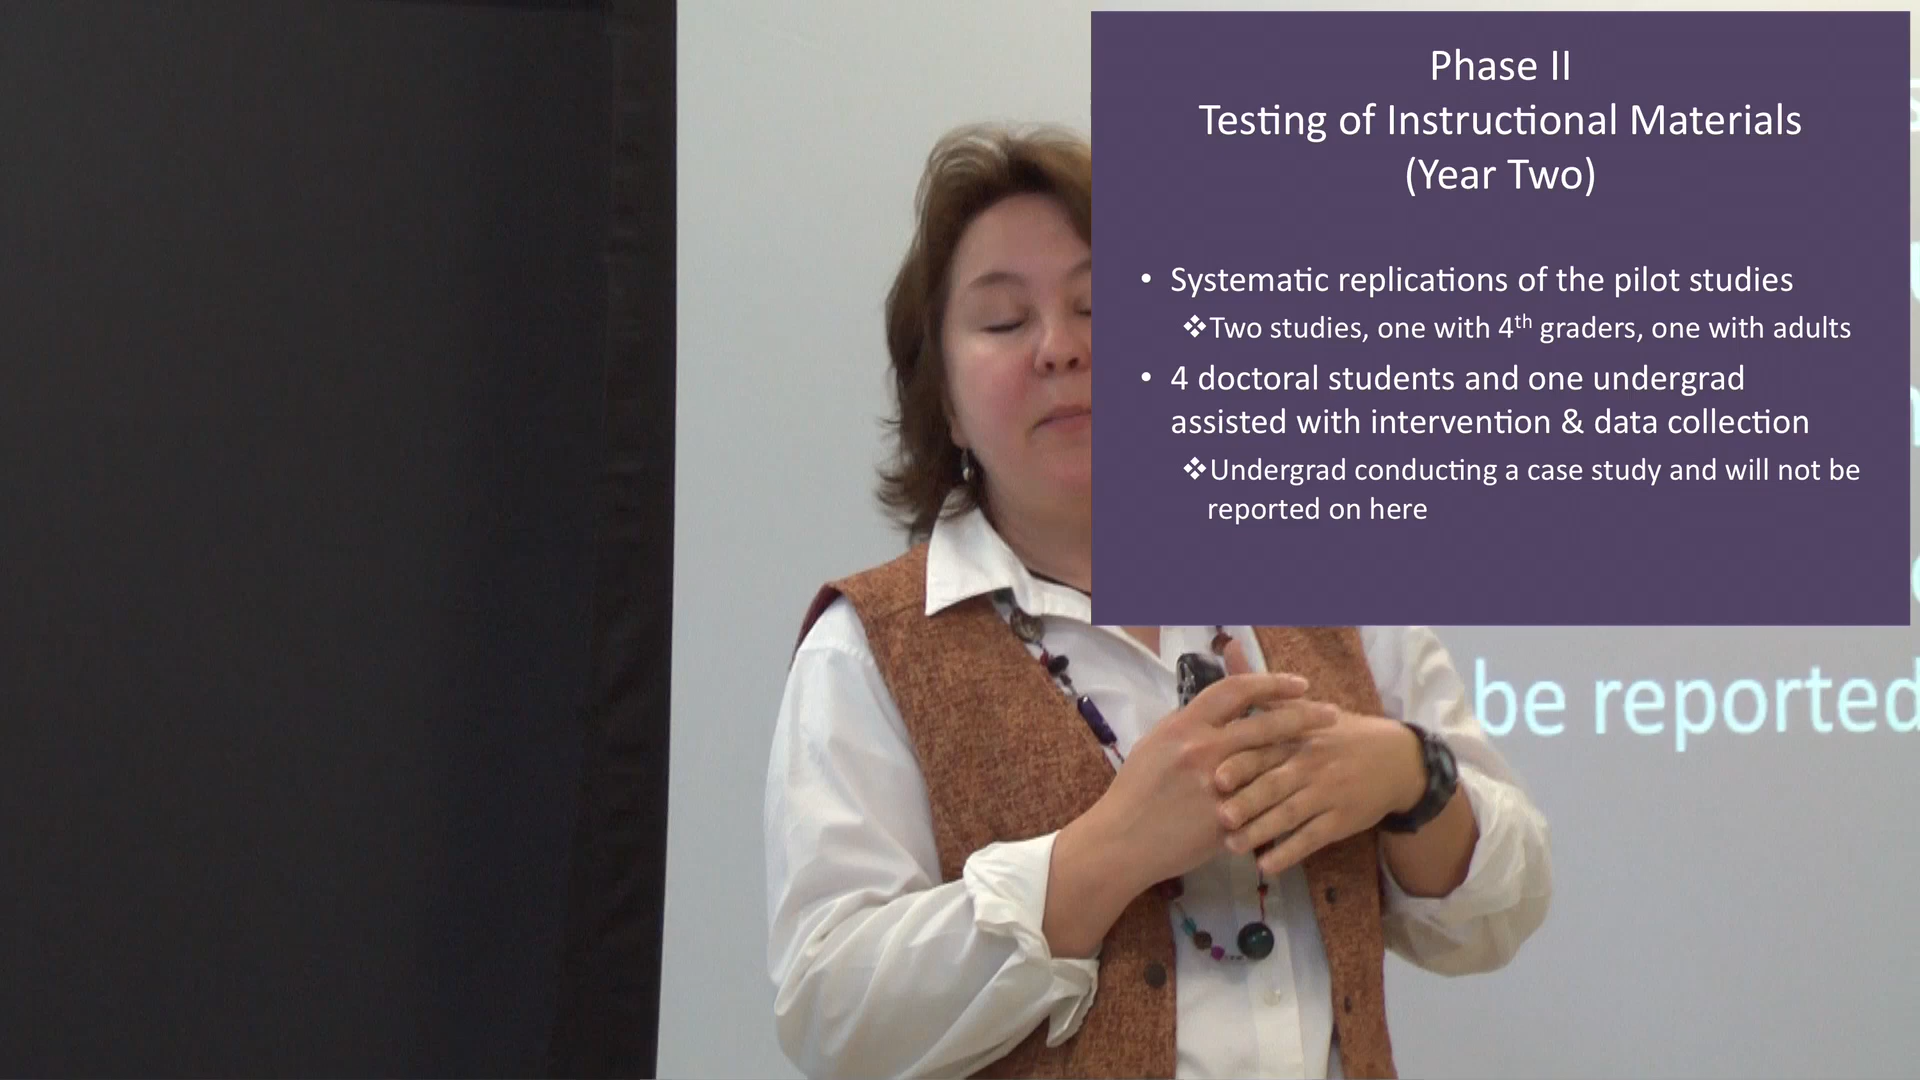 Phase II
Testing of Instructional Materials
(Year Two)
• Systematic replications of the pilot studies
❖Two studies, one with 4th graders, one with adults
• 4 doctoral students and one undergrad
assisted with intervention & data collection
❖Undergrad conducting a case study and will not be
reported on here
be reported